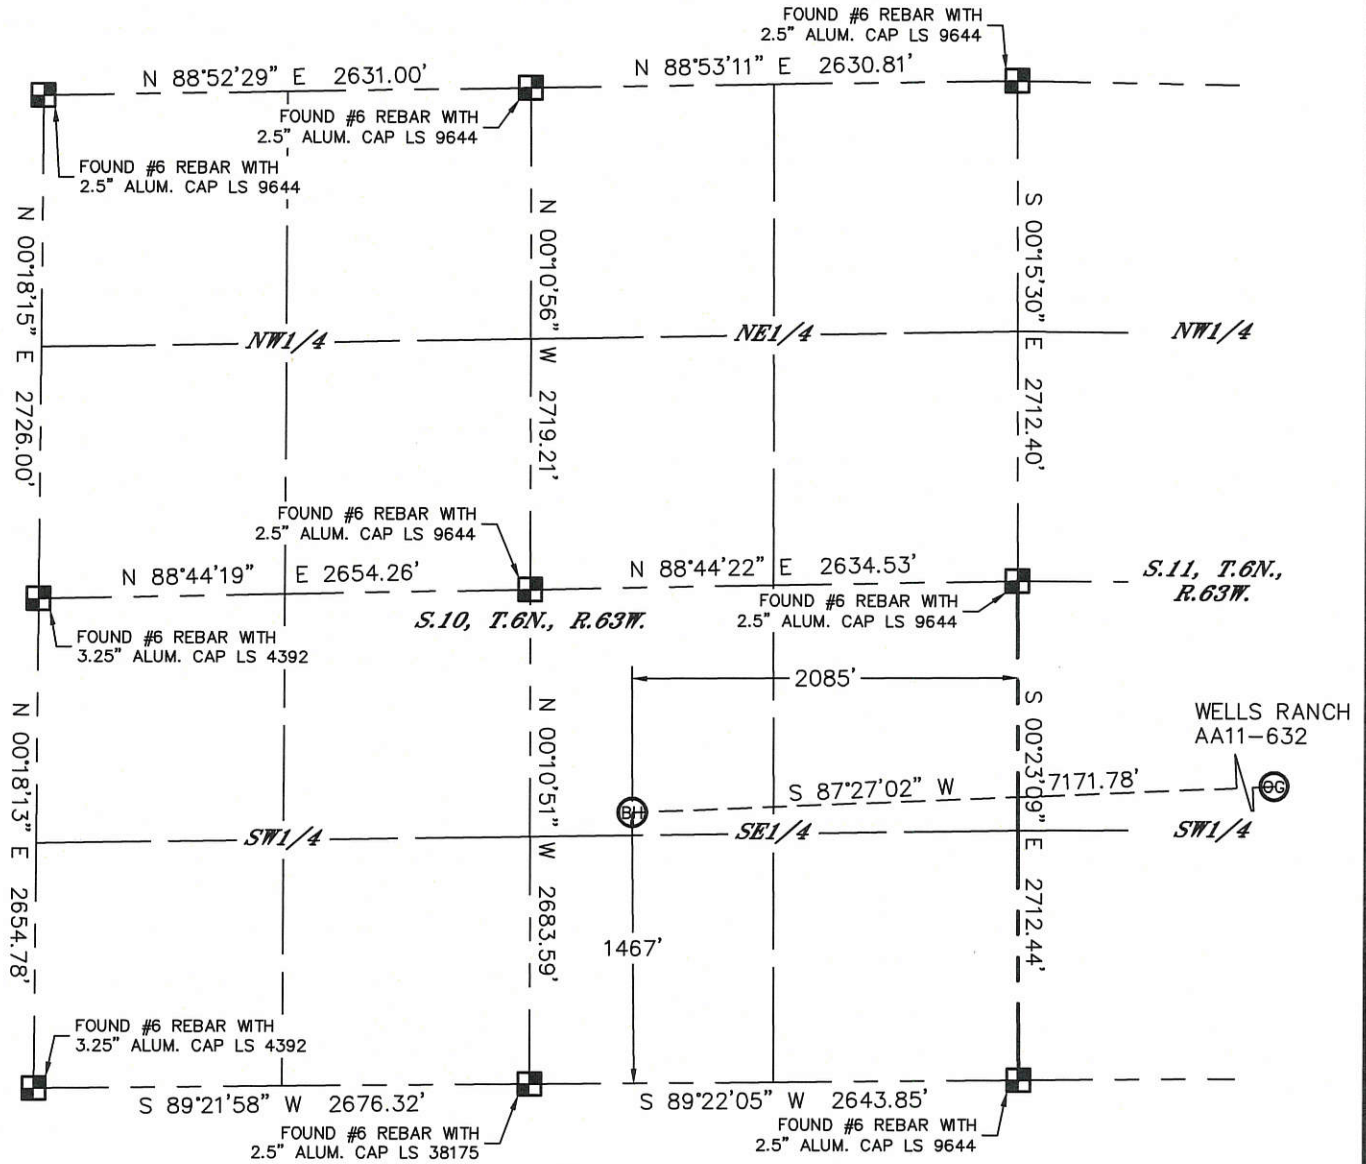 FOUND #6 REBAR WITH
2.5" ALUM. CAP LS 9644
N 88°52'29" E 2631.00'
N 88°53'11" E 2630.81'
FOUND #6 REBAR WITH
2.5" ALUM. CAP LS 9644
FOUND #6 REBAR WITH
2.5" ALUM. CAP LS 9644
N 00°18'15" E 2726.00'
N 00°10'56" W 2719.21'
S 00°15'30" E 2712.40'
NW1/4
NE1/4
NW1/4
FOUND #6 REBAR WITH
2.5" ALUM. CAP LS 9644
N 88°44'19" E 2654.26'
N 88°44'22" E 2634.53'
S.11, T.6N.,
R.63W.
FOUND #6 REBAR WITH
2.5" ALUM. CAP LS 9644
S.10, T.6N., R.63W.
FOUND #6 REBAR WITH
3.25" ALUM. CAP LS 4392
2085'
N 00°18'13" E 2654.78'
N 00°10'51" W 2683.59'
S 00°23'09" E 2712.44'
WELLS RANCH
AA11-632
S 87°27'02" W 7171.78'
OG
BH
SW1/4
SE1/4
SW1/4
1467'
FOUND #6 REBAR WITH
3.25" ALUM. CAP LS 4392
S 89°21'58" W 2676.32'
S 89°22'05" W 2643.85'
FOUND #6 REBAR WITH
2.5" ALUM. CAP LS 38175
FOUND #6 REBAR WITH
2.5" ALUM. CAP LS 9644